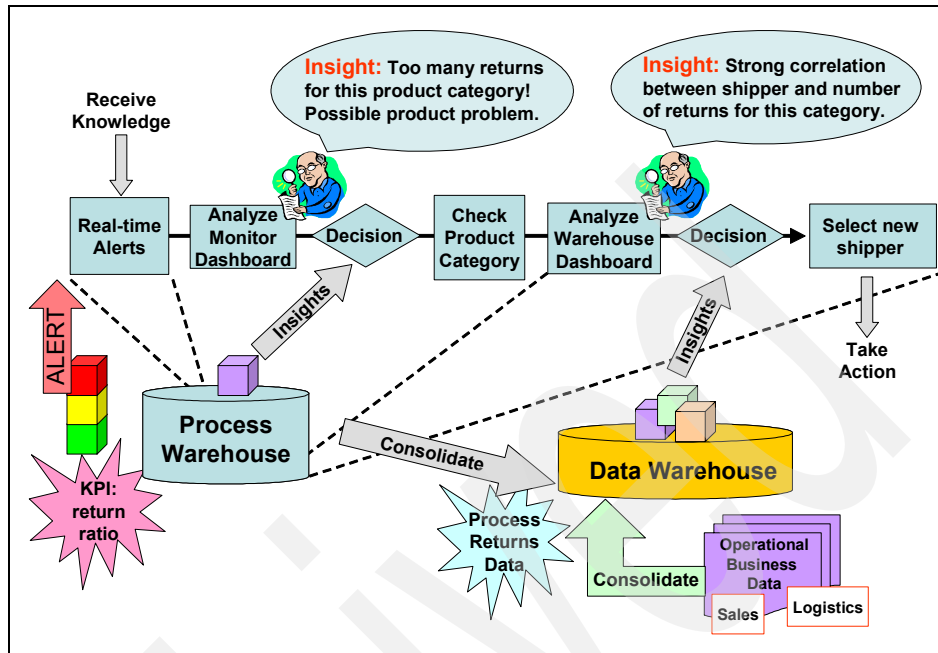 Insight: Too many returns
for this product category!
Possible product problem.
Insight: Strong correlation
between shipper and number
of returns for this category.
Receive
Knowledge
Real-time
Alerts
Analyze
Monitor
Dashboard
Decision
Check
Product
Category
Analyze
Warehouse
Dashboard
Decision
Select new
shipper
ALERT
Insights
Insights
Take
Action
Process
Warehouse
Consolidate
Data Warehouse
KPI:
return
ratio
Process
Returns
Data
Consolidate
Operational
Business
Data
Sales
Logistics